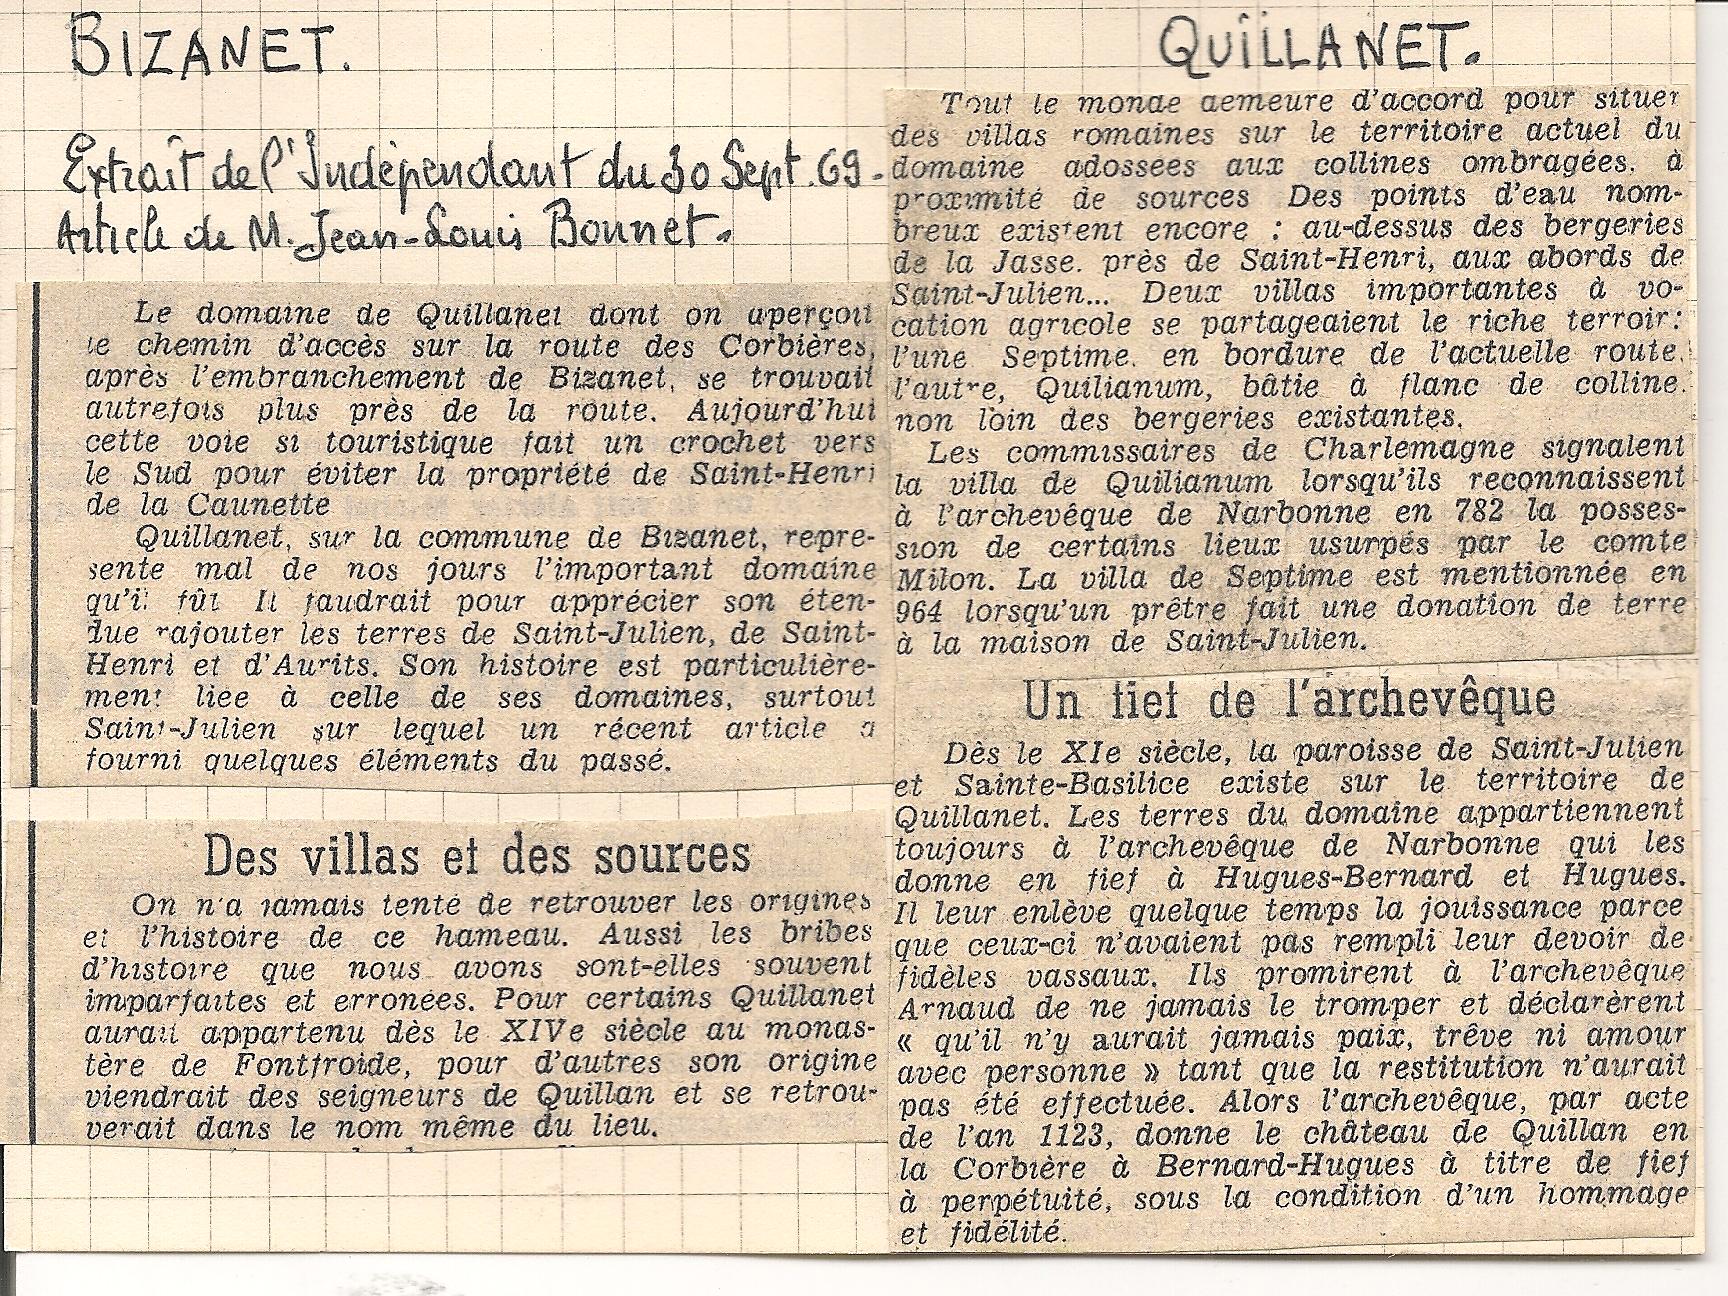 BIZANET.
Extrait de l'Indépendant du 30 Sept. 69.
Article de M. Jean-Louis Bonnet.
Le domaine de Quillanet dont on aperçoit
le chemin d'accès sur la route des Corbières,
après l'embranchement de Bizanet, se trouvait
autrefois plus près de la route. Aujourd'hui
cette voie si touristique fait un crochet vers
le Sud pour éviter la propriété de Saint-Henri
de la Caunette
Quillanet, sur la commune de Bizanet, repre-
sente mal de nos jours l'important domaine
qu'il fût Il faudrait pour apprécier son éten-
due rajouter les terres de Saint-Julien, de Saint-
Henri et d'Aurits. Son histoire est particulière-
ment liee à celle de ses domaines, surtout
Saint-Julien sur lequel un récent article a
fourni quelques éléments du passé.
Des villas et des sources
On n'a jamais tenté de retrouver les origines
et l'histoire de ce hameau. Aussi les bribes
d'histoire que nous avons sont-elles souvent
imparfaites et erronées. Pour certains Quillanet
aurait appartenu dès le XIVe siècle au monas-
tère de Fontfroide, pour d'autres son origine
viendrait des seigneurs de Quillan et se retrou-
verait dans le nom même du lieu.
QUILLANET.
Tout le monde demeure d'accord pour situer
des villas romaines sur le territoire actuel du
domaine adossées aux collines ombragées. à
proximité de sources Des points d'eau nom-
breux existent encore : au-dessus des bergeries
de la Jasse. près de Saint-Henri, aux abords de
Saint-Julien... Deux villas importantes à vo-
cation agricole se partageaient le riche terroir:
l'une Septime. en bordure de l'actuelle route.
l'autre, Quilianum, bâtie à flanc de colline.
non loin des bergeries existantes.
Les commissaires de Charlemagne signalent
la villa de Quilianum lorsqu'ils reconnaissent
à l'archevêque de Narbonne en 782 la posses-
sion de certains lieux usurpés par le comte
Milon. La villa de Septime est mentionnée en
964 lorsqu'un prêtre fait une donation de terre
à la maison de Saint-Julien.
Un fief de l'archevêque
Dès le XIe siècle, la paroisse de Saint-Julien
et Sainte-Basilice existe sur le territoire de
Quillanet. Les terres du domaine appartiennent
toujours à l'archevêque de Narbonne qui les
donne en fief à Hugues-Bernard et Hugues.
Il leur enlève quelque temps la jouissance parce
que ceux-ci n'avaient pas rempli leur devoir de
fidèles vassaux. Ils promirent à l'archevêque
Arnaud de ne jamais le tromper et déclarèrent
« qu'il n'y aurait jamais paix, trêve ni amour
avec personne » tant que la restitution n'aurait
pas été effectuée. Alors l'archevêque, par acte
de l'an 1123, donne le château de Quillan en
la Corbière à Bernard-Hugues à titre de fief
à perpétuité, sous la condition d'un hommage
et fidélité.